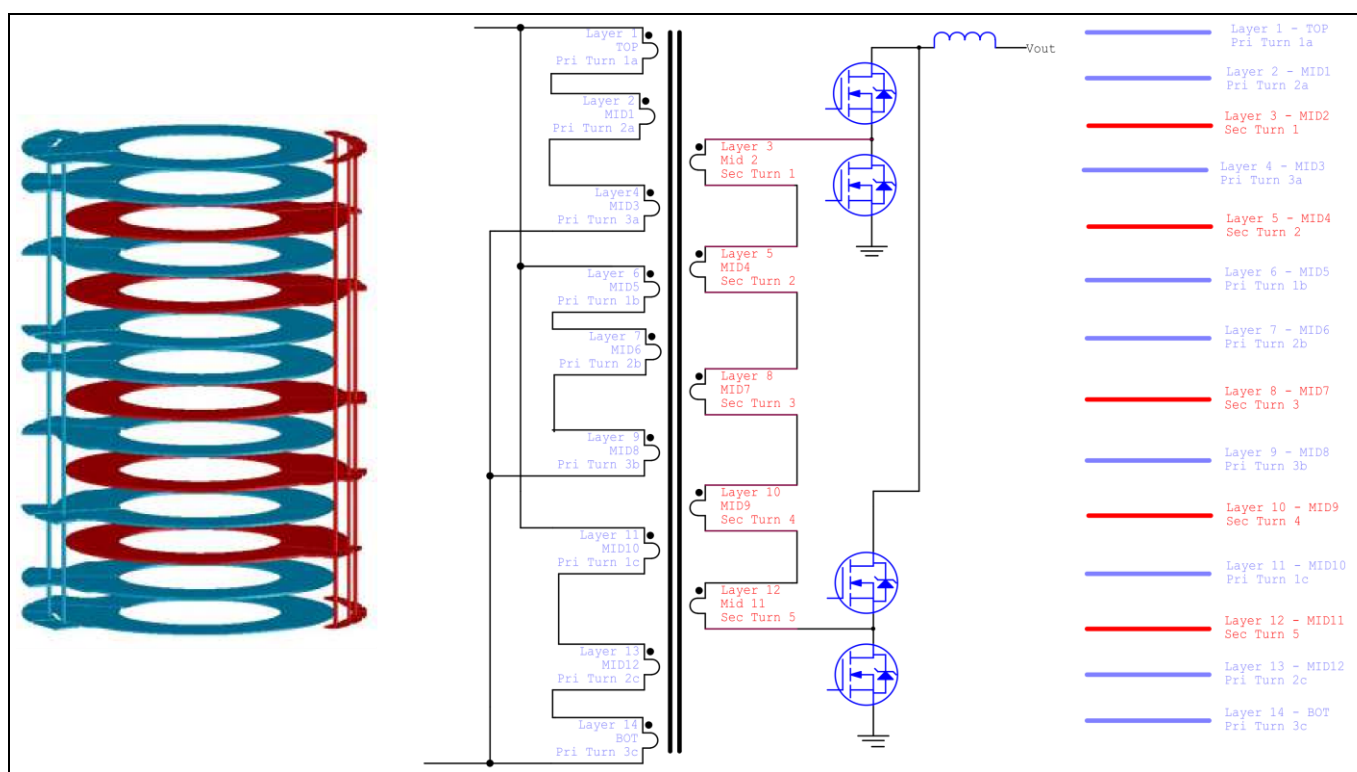 Layer 1
TOP
Pri Turn 1a
Layer 2
MID1
Pri Turn 2a
Layer4
MID3
Pri Turn 3a
Layer 6
MID5
Pri Turn 1b
Layer 7
MID6
Pri Turn 2b
Layer 9
MID8
Pri Turn 3b
Layer 11
MID10
Pri Turn 1c
Layer 13
MID12
Pri Turn 2c
Layer 14
BOT
Pri Turn 3c
Layer 3
Mid 2
Sec Turn 1
Layer 5
MID4
Sec Turn 2
Layer 8
MID7
Sec Turn 3
Layer 10
MID9
Sec Turn 4
Layer 12
Mid 11
Sec Turn 5
Vout
Layer 1 - TOP
Pri Turn 1a
Layer 2 - MID1
Pri Turn 2a
Layer 3 - MID2
Sec Turn 1
Layer 4 - MID3
Pri Turn 3a
Layer 5 - MID4
Sec Turn 2
Layer 6 - MID5
Pri Turn 1b
Layer 7 - MID6
Pri Turn 2b
Layer 8 - MID7
Sec Turn 3
Layer 9 - MID8
Pri Turn 3b
Layer 10 - MID9
Sec Turn 4
Layer 11 - MID10
Pri Turn 1c
Layer 12 - MID11
Sec Turn 5
Layer 13 - MID12
Pri Turn 2c
Layer 14 - BOT
Pri Turn 3c